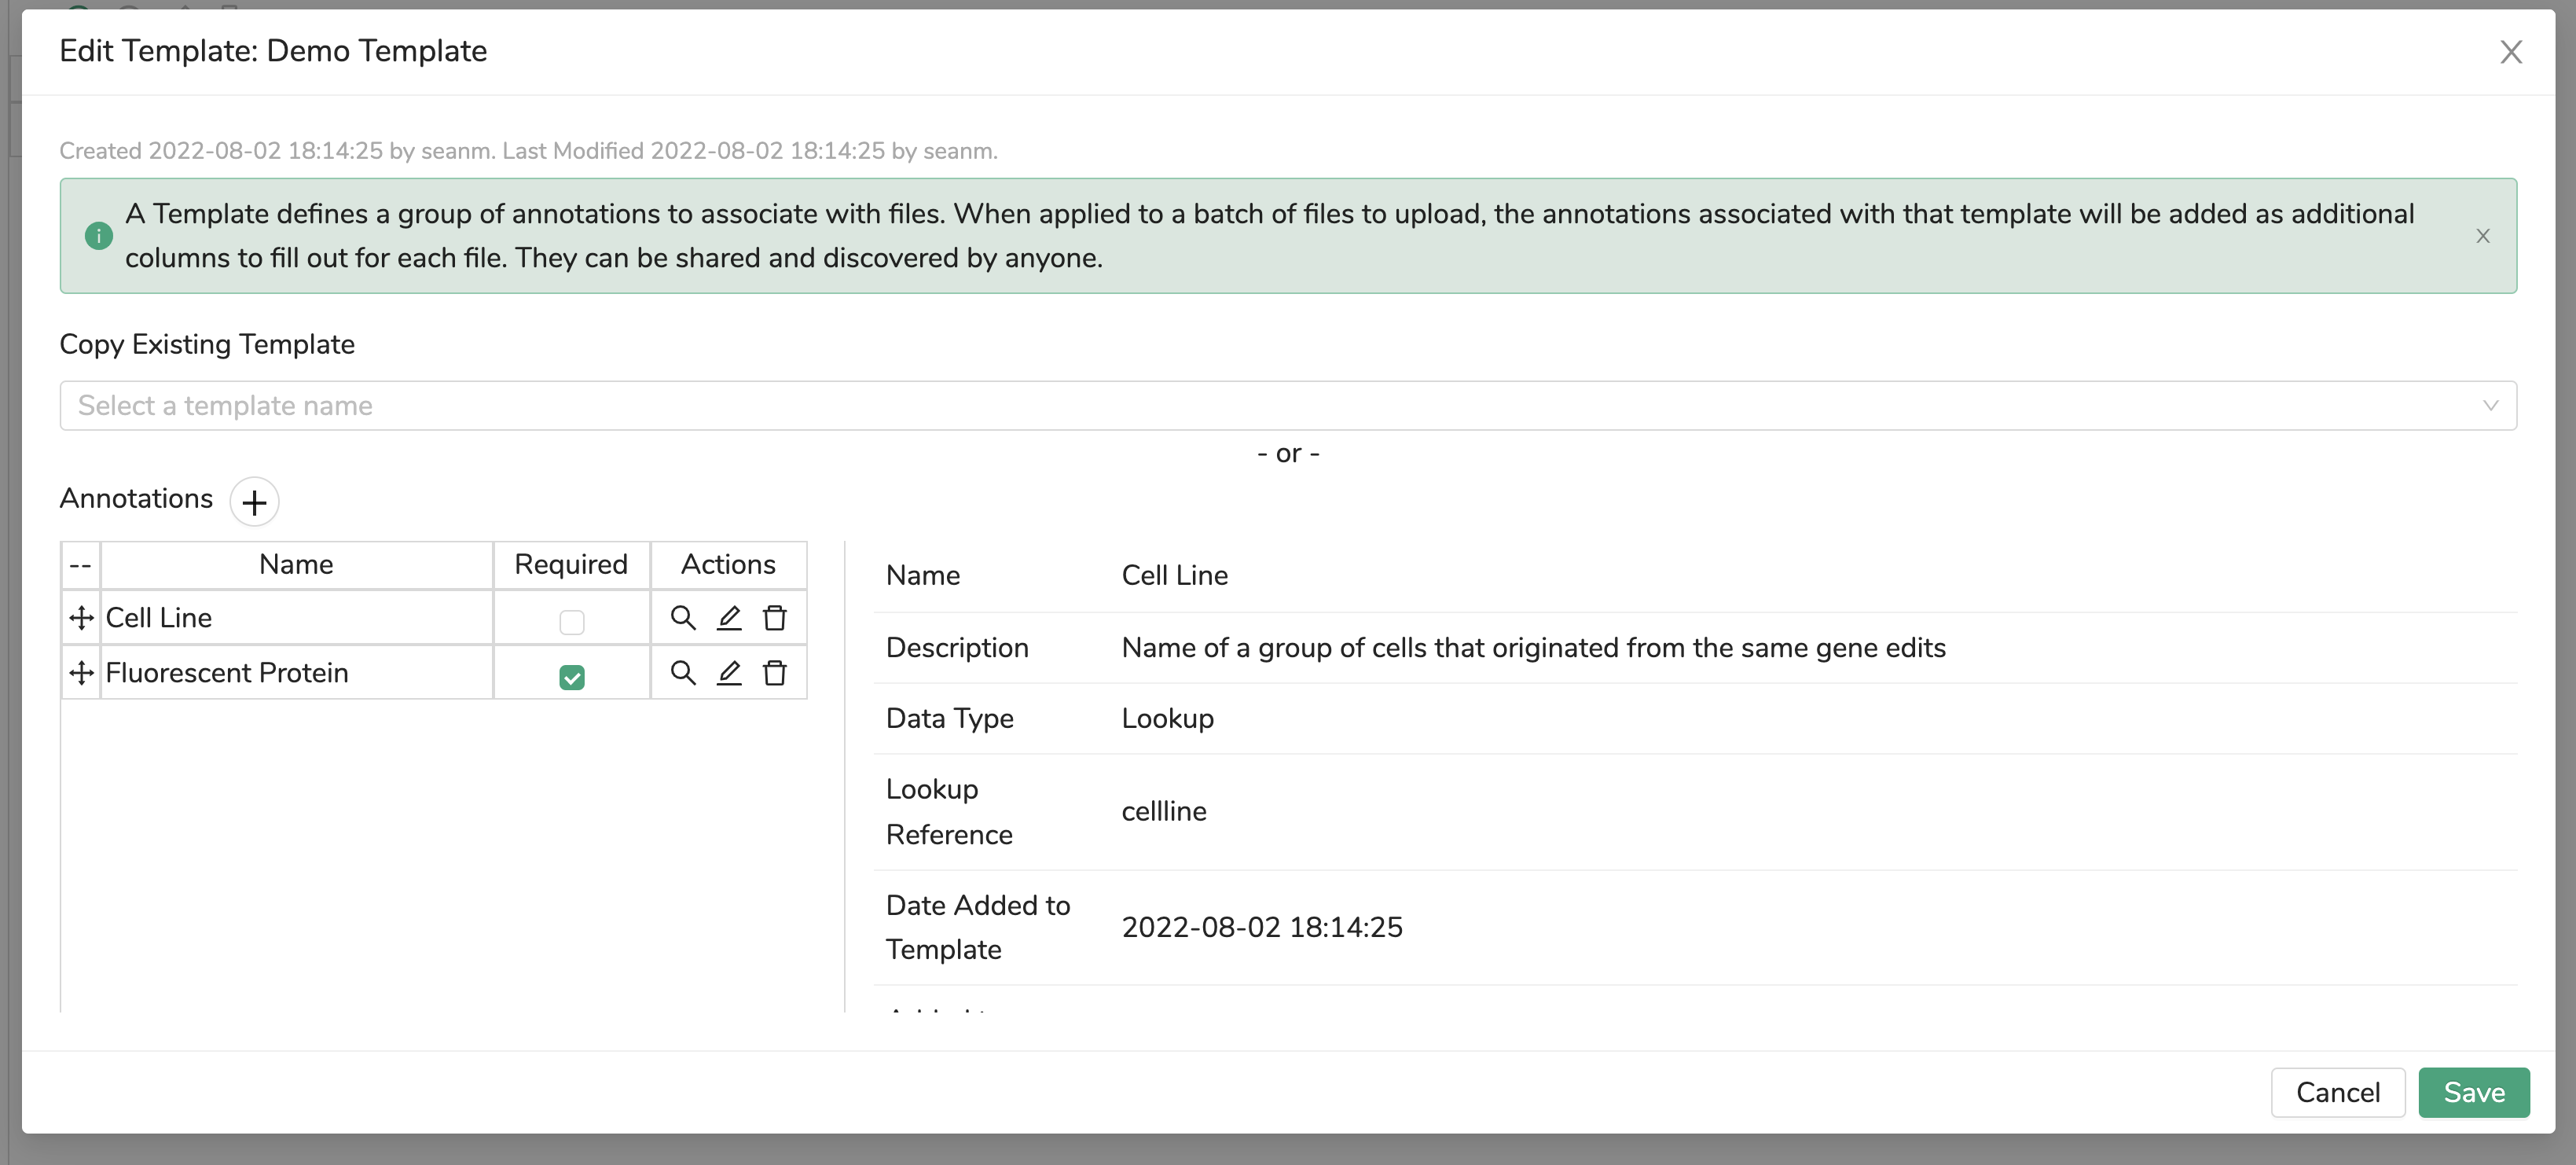 Edit Template: Demo Template
Created 2022-08-02 18:14:25 by seanm. Last Modified 2022-08-02 18:14:25 by seanm.
A Template defines a group of annotations to associate with files. When applied to a batch of files to upload, the annotations associated with that template will be added as additional
columns to fill out for each file. They can be shared and discovered by anyone.
Copy Existing Template
Select a template name
- or -
Annotations
-- Name Required Actions
Cell Line
Fluorescent Protein
Name Cell Line
Description Name of a group of cells that originated from the same gene edits
Data Type Lookup
Lookup
Reference
cellline
Date Added to
Template
2022-08-02 18:14:25
Cancel Save